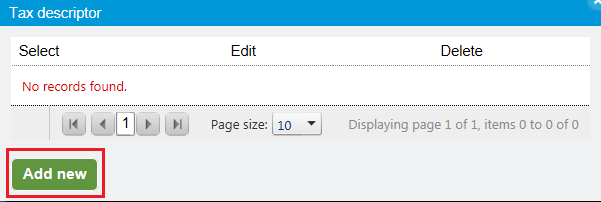 Tax descriptor
Select Edit Delete
No records found.
1 Page size: 10 Displaying page 1 of 1, items 0 to 0 of 0
Add new